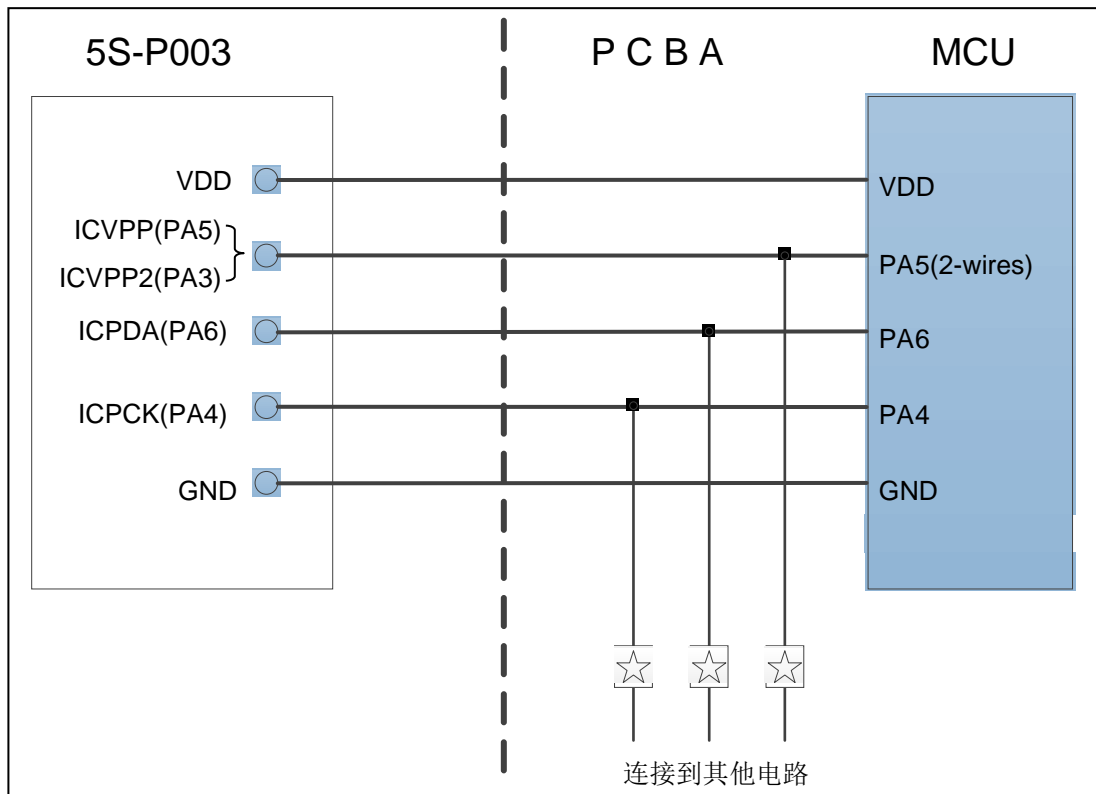 5S-P003
P C B A
MCU
VDD
ICVPP(PA5)
ICVPP2(PA3)
ICPDA(PA6)
ICPCK(PA4)
GND
VDD
PA5(2-wires)
PA6
PA4
GND
连接到其他电路